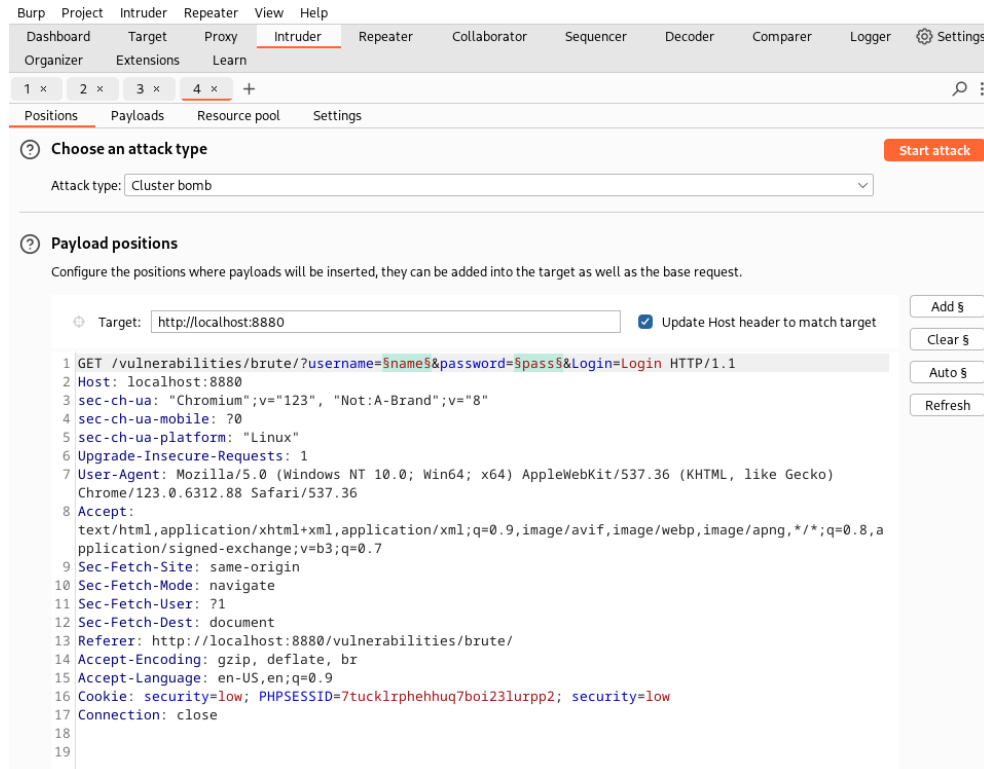 Burp Project Intruder Repeater View Help
Dashboard Target Proxy Intruder Repeater Collaborator Sequencer Decoder Comparer Logger Settings
Organizer Extensions Learn
1 × 2 × 3 × 4 × +
Positions Payloads Resource pool Settings
? Choose an attack type
Start attack
Attack type: Cluster bomb
? Payload positions
Configure the positions where payloads will be inserted, they can be added into the target as well as the base request.
Add §
Target: http://localhost:8880 Update Host header to match target
Clear §
Auto §
Refresh
1 GET /vulnerabilities/brute/?username=§name§&password=§pass§&Login=Login HTTP/1.1
2 Host: localhost:8880
3 sec-ch-ua: "Chromium";v="123", "Not:A-Brand";v="8"
4 sec-ch-ua-mobile: ?0
5 sec-ch-ua-platform: "Linux"
6 Upgrade-Insecure-Requests: 1
7 User-Agent: Mozilla/5.0 (Windows NT 10.0; Win64; x64) AppleWebKit/537.36 (KHTML, like Gecko)
Chrome/123.0.6312.88 Safari/537.36
8 Accept:
text/html,application/xhtml+xml,application/xml;q=0.9,image/avif,image/webp,image/apng,*/*;q=0.8,a
pplication/signed-exchange;v=b3;q=0.7
9 Sec-Fetch-Site: same-origin
10 Sec-Fetch-Mode: navigate
11 Sec-Fetch-User: ?1
12 Sec-Fetch-Dest: document
13 Referer: http://localhost:8880/vulnerabilities/brute/
14 Accept-Encoding: gzip, deflate, br
15 Accept-Language: en-US,en;q=0.9
16 Cookie: security=low; PHPSESSID=7tucklrphehhuq7boi23lurpp2; security=low
17 Connection: close
18
19